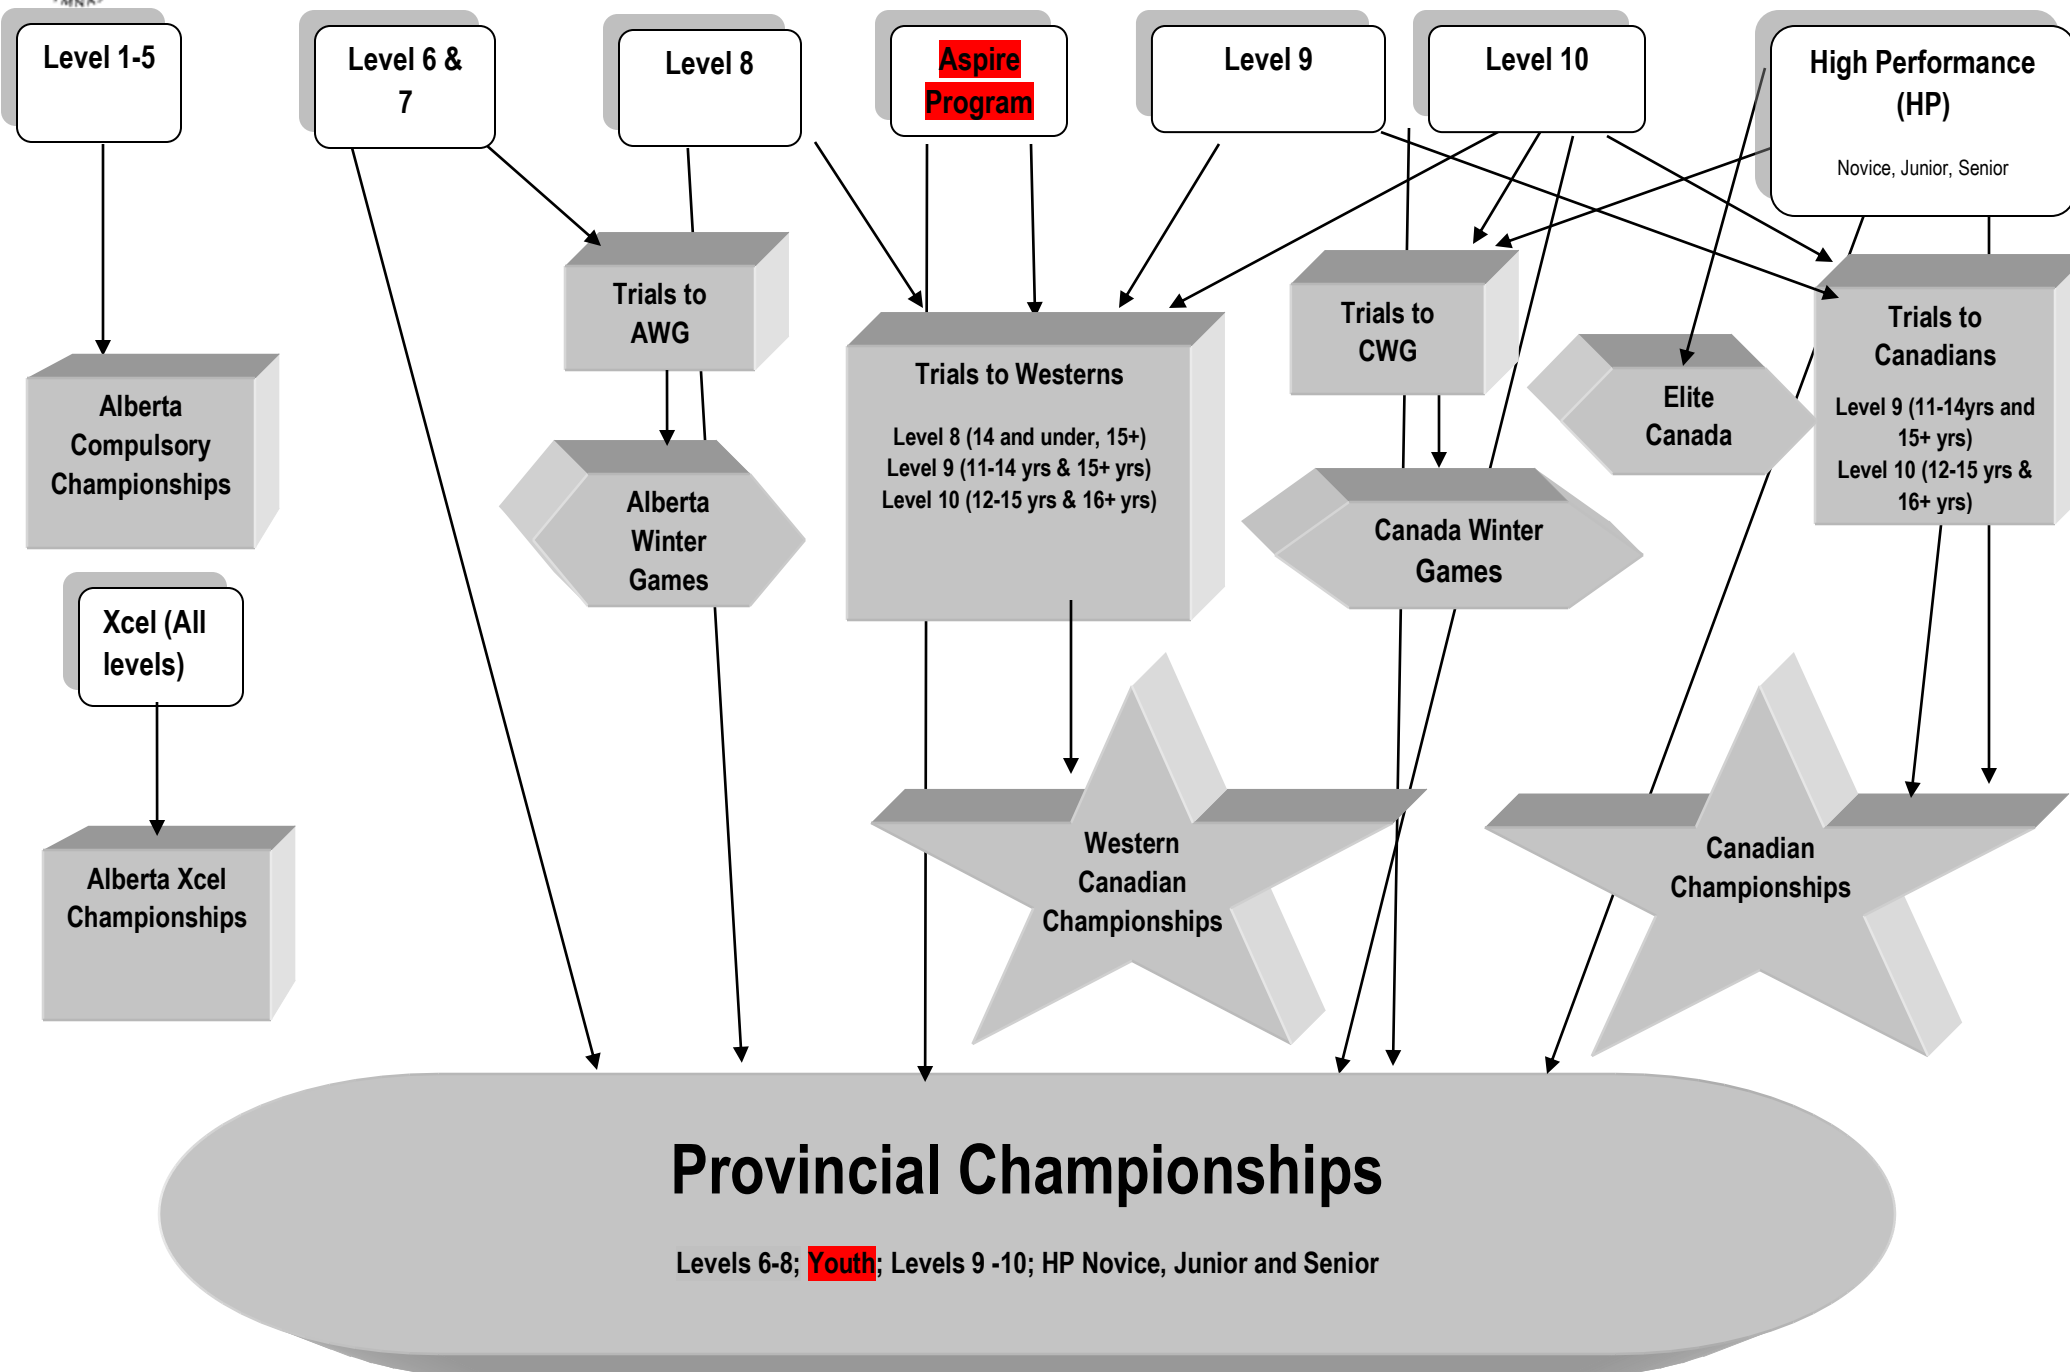 Level 1-5
Level 6 &
7
Level 8
Aspire
Program
Level 9
Level 10
High Performance
(HP)
Novice, Junior, Senior
Trials to
AWG
Trials to Westerns
Level 8 (14 and under, 15+)
Level 9 (11-14 yrs & 15+ yrs)
Level 10 (12-15 yrs & 16+ yrs)
Trials to
CWG
Elite
Canada
Trials to
Canadians
Level 9 (11-14yrs and
15+ yrs)
Level 10 (12-15 yrs &
16+ yrs)
Alberta
Compulsory
Championships
Alberta
Winter
Games
Canada Winter
Games
Xcel (All
levels)
Alberta Xcel
Championships
Western
Canadian
Championships
Canadian
Championships
Provincial Championships
Levels 6-8; Youth; Levels 9 -10; HP Novice, Junior and Senior